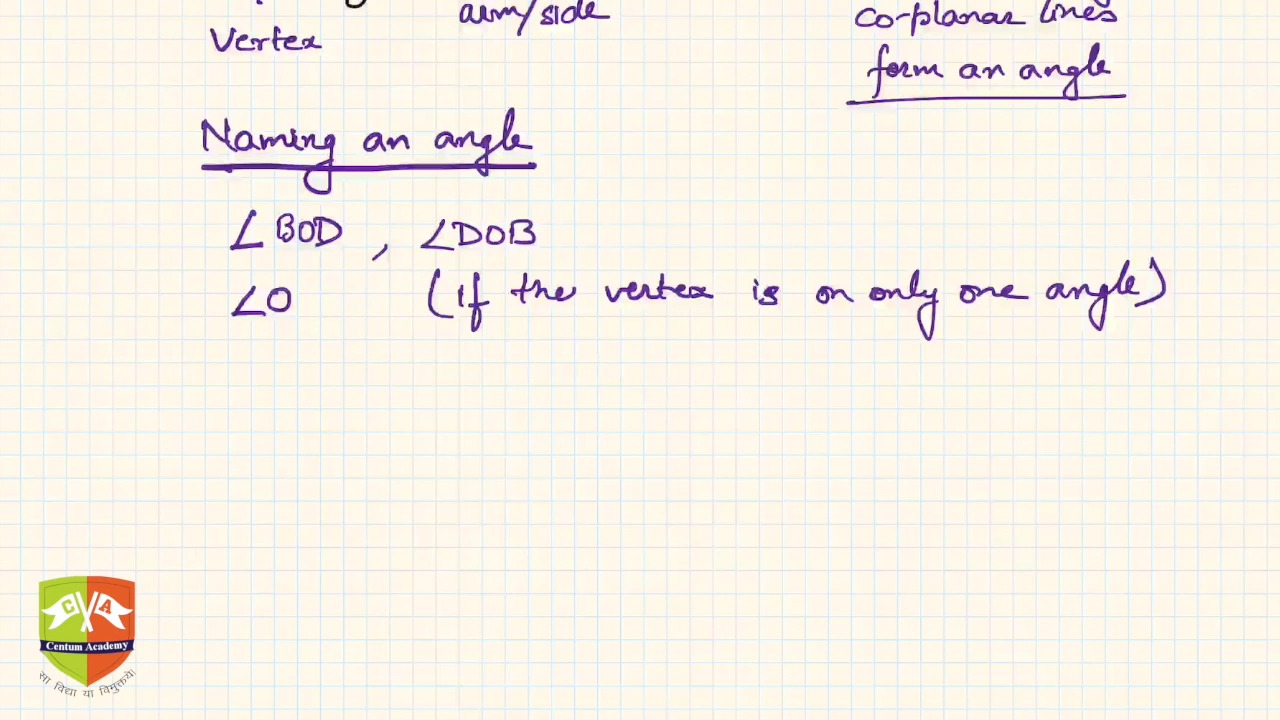 arm/side
co-planar lines
Vertex
form an angle
Naming an angle
∠BOD , ∠DOB
∠O (If the vertex is on only one angle)
C A
Centum Academy
सा विद्या या विमुक्तये।